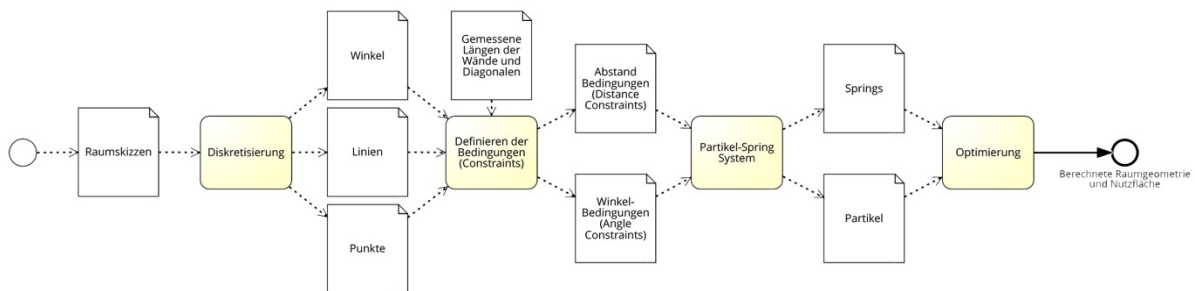 Raumskizzen
Diskretisierung
Winkel
Linien
Punkte
Gemessene
Längen der
Wände und
Diagonalen
Definieren der
Bedingungen
(Constraints)
Abstand
Bedingungen
(Distance
Constraints)
Winkel-
Bedingungen
(Angle
Constraints)
Partikel-Spring
System
Springs
Partikel
Optimierung
Berechnete Raumgeometrie
und Nutzfläche